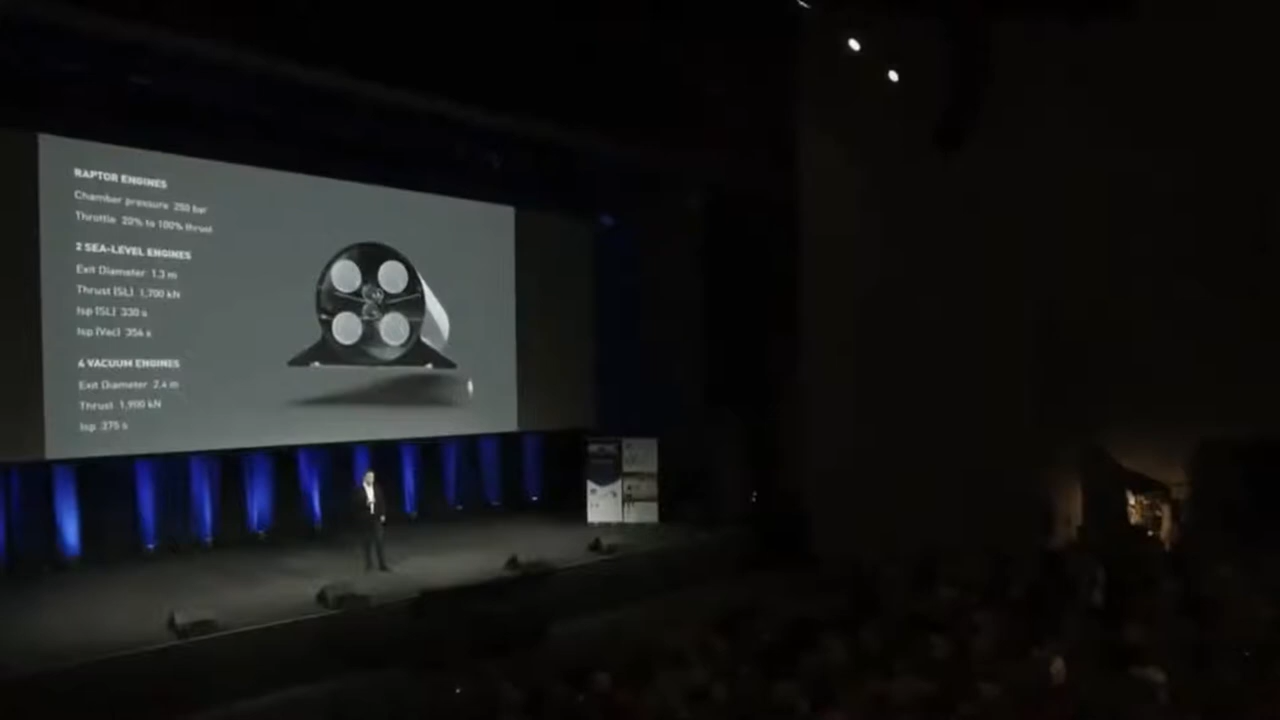 RAPTOR ENGINES
Chamber pressure 250 bar
Throttle 20% to 100% thrust
2 SEA-LEVEL ENGINES
Exit Diameter 1.3 m
Thrust (SL) 1,700 kN
Isp (SL) 330 s
Isp (Vac) 356 s
4 VACUUM ENGINES
Exit Diameter 2.4 m
Thrust 1,900 kN
Isp 375 s